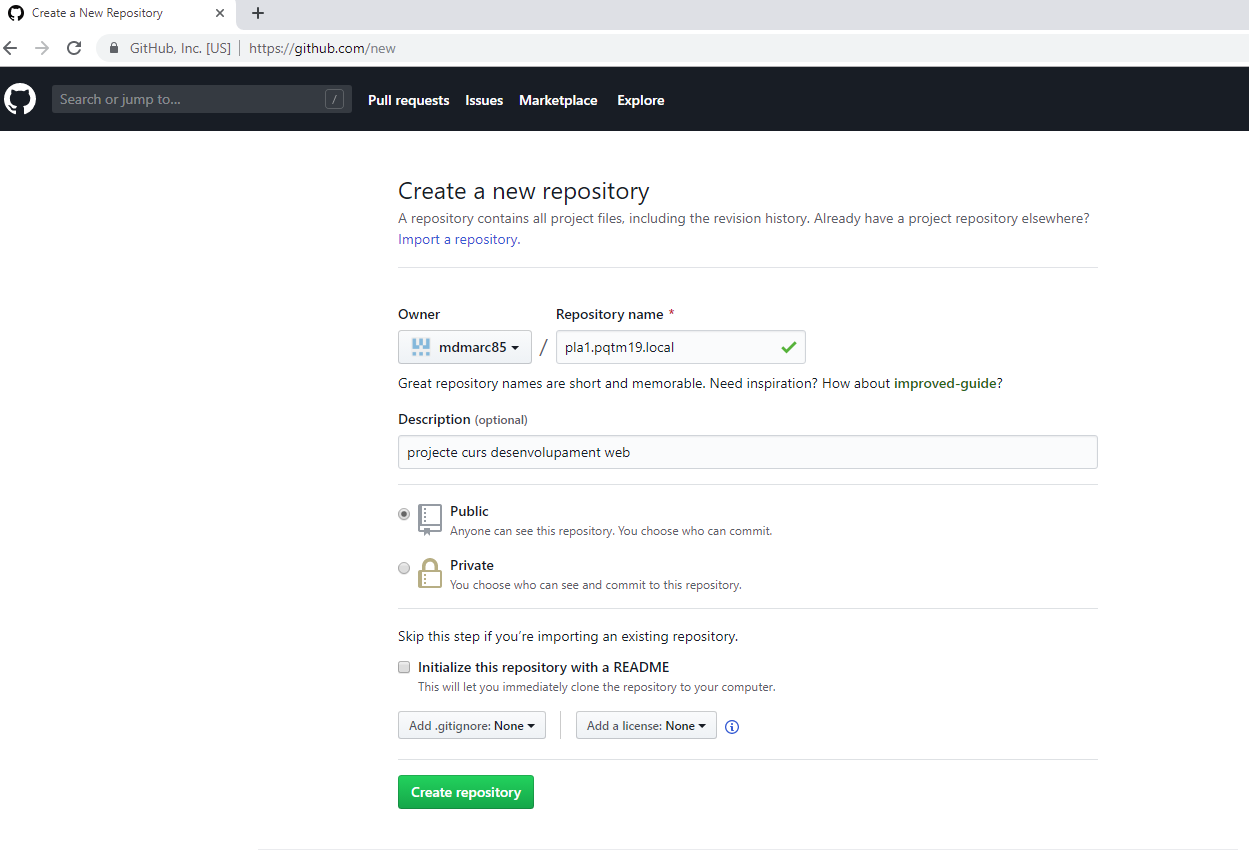 Create a New Repository
GitHub, Inc. [US] https://github.com/new
Search or jump to... / Pull requests Issues Marketplace Explore
Create a new repository
A repository contains all project files, including the revision history. Already have a project repository elsewhere?
Import a repository.
Owner Repository name *
mdmarc85 / pla1.pqtm19.local
Great repository names are short and memorable. Need inspiration? How about improved-guide?
Description (optional)
projecte curs desenvolupament web
Public
Anyone can see this repository. You choose who can commit.
Private
You choose who can see and commit to this repository.
Skip this step if you’re importing an existing repository.
Initialize this repository with a README
This will let you immediately clone the repository to your computer.
Add .gitignore: None Add a license: None
Create repository